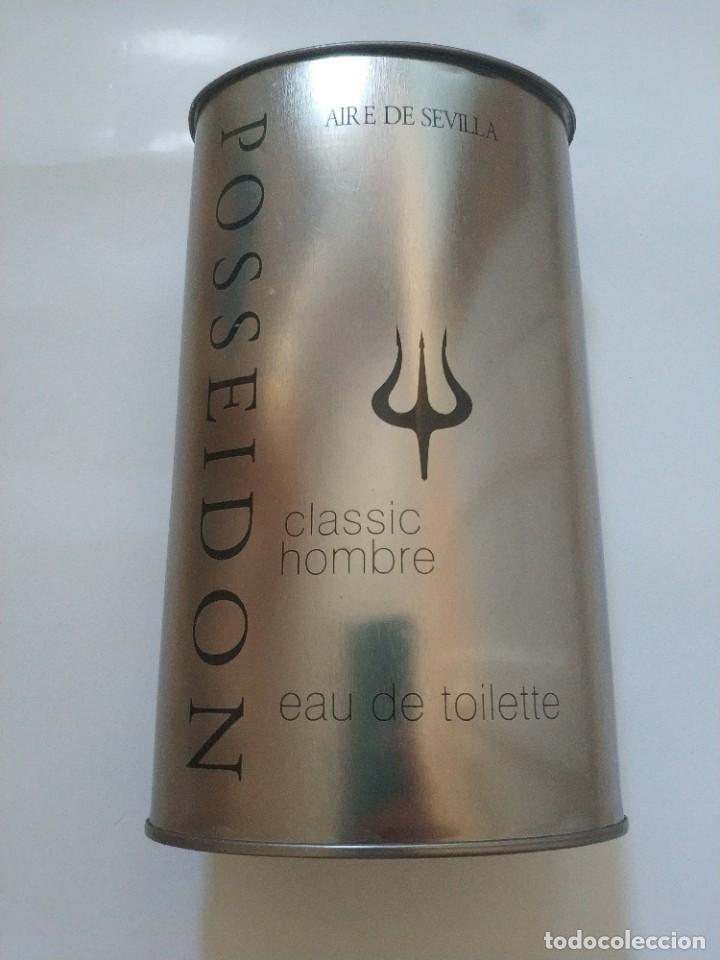 AIRE DE SEVILLA
POSSEIDON
classic
hombre
eau de toilette
todocoleccion